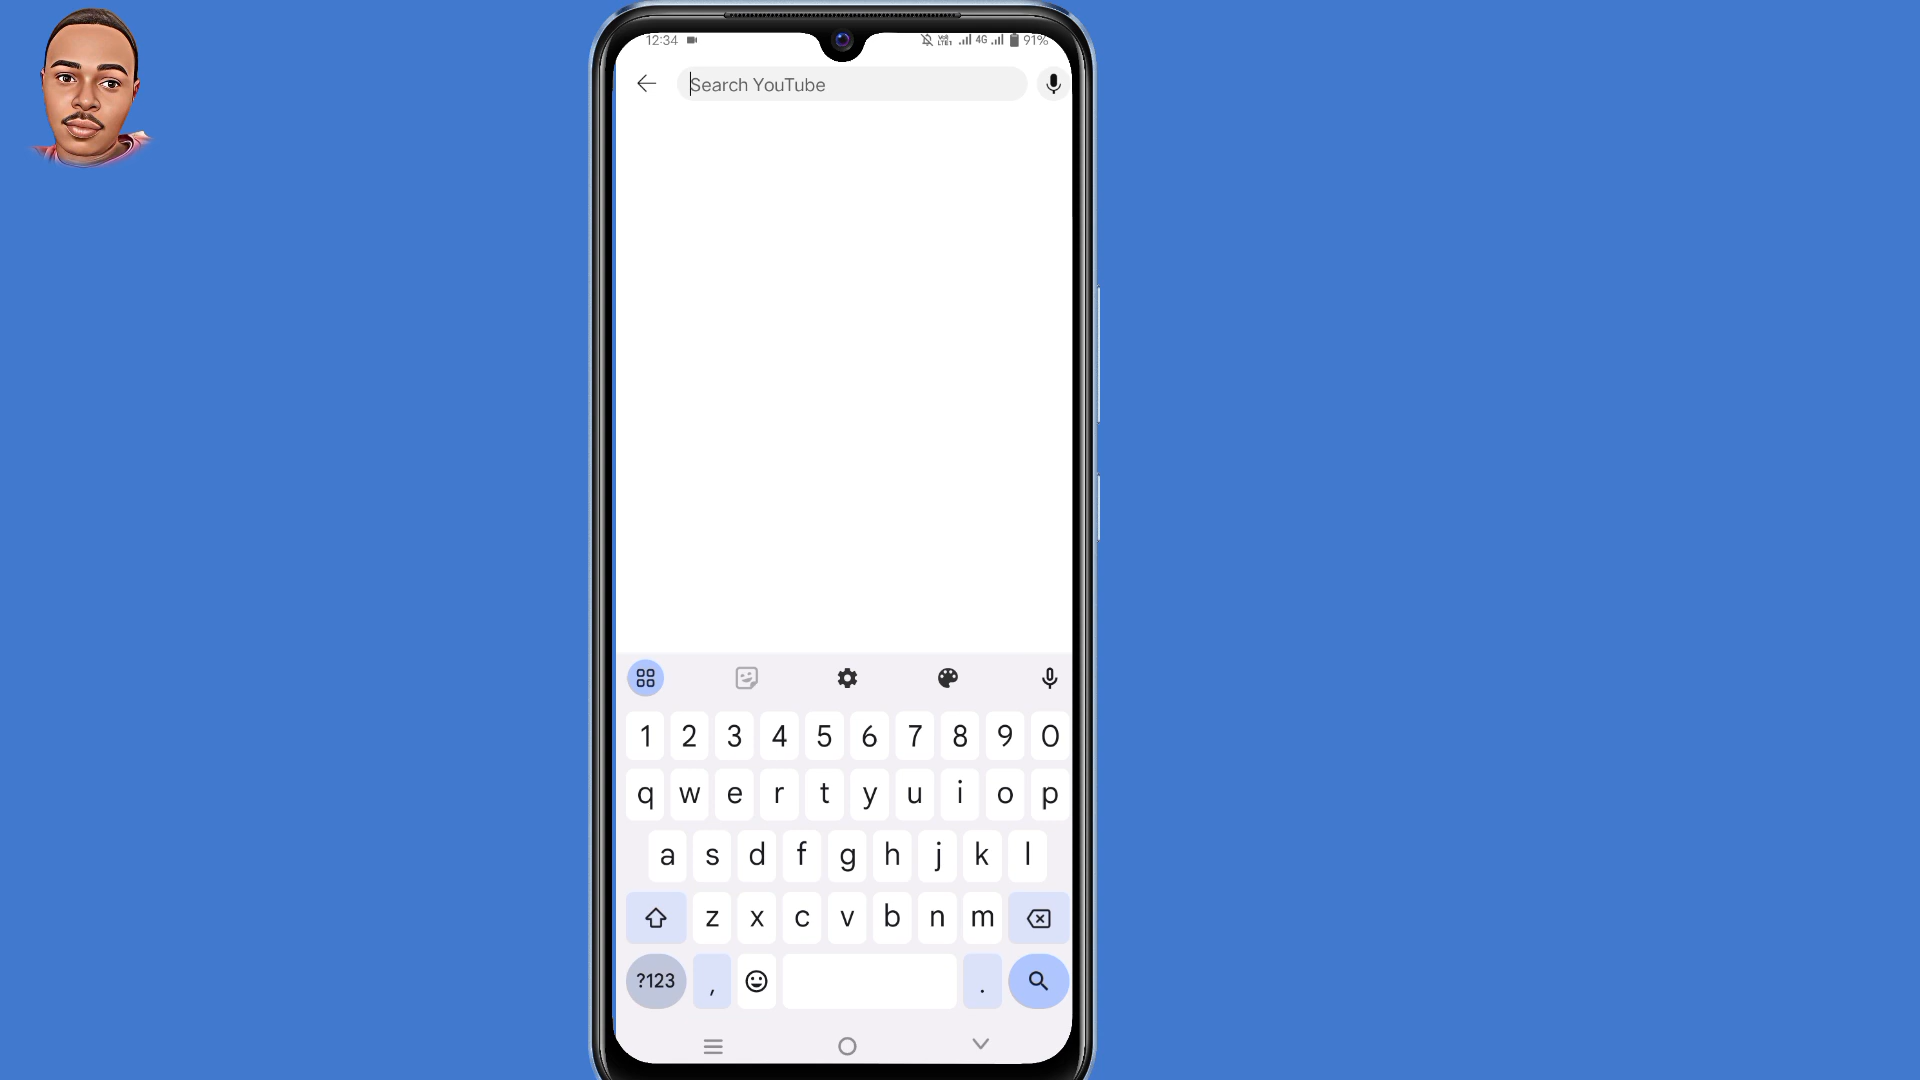 12:34 4G 91%
Search YouTube
1 2 3 4 5 6 7 8 9 0
q w e r t y u i o p
a s d f g h j k l
z x c v b n m
?123 , .